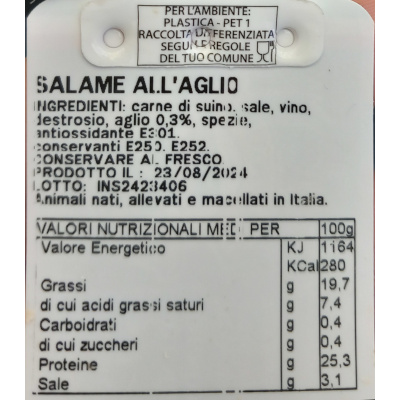 PER L'AMBIENTE:
PLASTICA - PET 1
RACCOLTA DIFFERENZIATA
SEGUI LE REGOLE
DEL TUO COMUNE
SALAME ALL'AGLIO
INGREDIENTI: carne di suino, sale, vino,
destrosio, aglio 0,3%, spezie,
antiossidante E301.
conservanti E250. E252.
CONSERVARE AL FRESCO
PRODOTTO IL : 23/08/2024
LOTTO: INS2423406
Animali nati, allevati e macellati in Italia.
VALORI NUTRIZIONALI MEDI PER 100g
Valore Energetico KJ 1164
KCal 280
Grassi g 19,7
di cui acidi grassi saturi g 7,4
Carboidrati g 0,4
di cui zuccheri g 0,4
Proteine g 25,3
Sale g 3,1